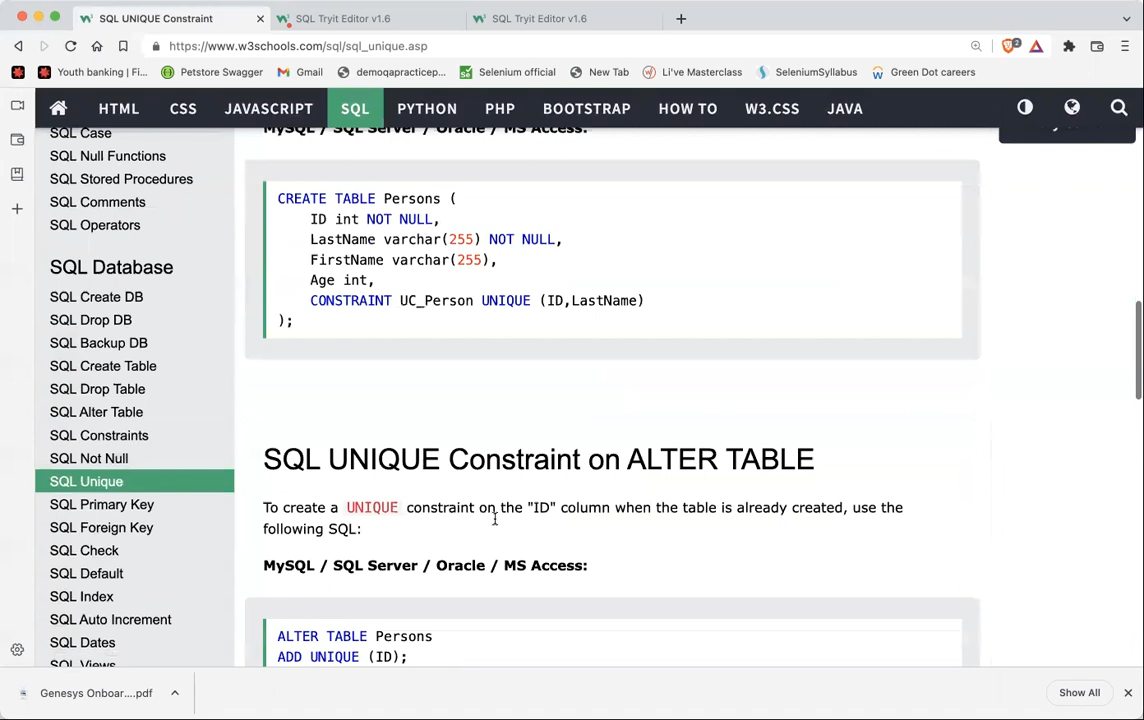 SQL UNIQUE Constraint
SQL Tryit Editor v1.6
SQL Tryit Editor v1.6
https://www.w3schools.com/sql/sql_unique.asp
2
Youth banking | Fi...
Petstore Swagger
Gmail
demoqapracticep...
Selenium official
New Tab
Li've Masterclass
SeleniumSyllabus
Green Dot careers
HTML
CSS
JAVASCRIPT
SQL
PYTHON
PHP
BOOTSTRAP
HOW TO
W3.CSS
JAVA
SQL Case
SQL Null Functions
SQL Stored Procedures
SQL Comments
SQL Operators
SQL Database
SQL Create DB
SQL Drop DB
SQL Backup DB
SQL Create Table
SQL Drop Table
SQL Alter Table
SQL Constraints
SQL Not Null
SQL Unique
SQL Primary Key
SQL Foreign Key
SQL Check
SQL Default
SQL Index
SQL Auto Increment
SQL Dates
SQL Views
MySQL / SQL Server / Oracle / MS Access:
CREATE TABLE Persons (
ID int NOT NULL,
LastName varchar(255) NOT NULL,
FirstName varchar(255),
Age int,
CONSTRAINT UC_Person UNIQUE (ID,LastName)
);
SQL UNIQUE Constraint on ALTER TABLE
To create a UNIQUE constraint on the "ID" column when the table is already created, use the
following SQL:
MySQL / SQL Server / Oracle / MS Access:
ALTER TABLE Persons
ADD UNIQUE (ID);
Genesys Onboar....pdf
Show All